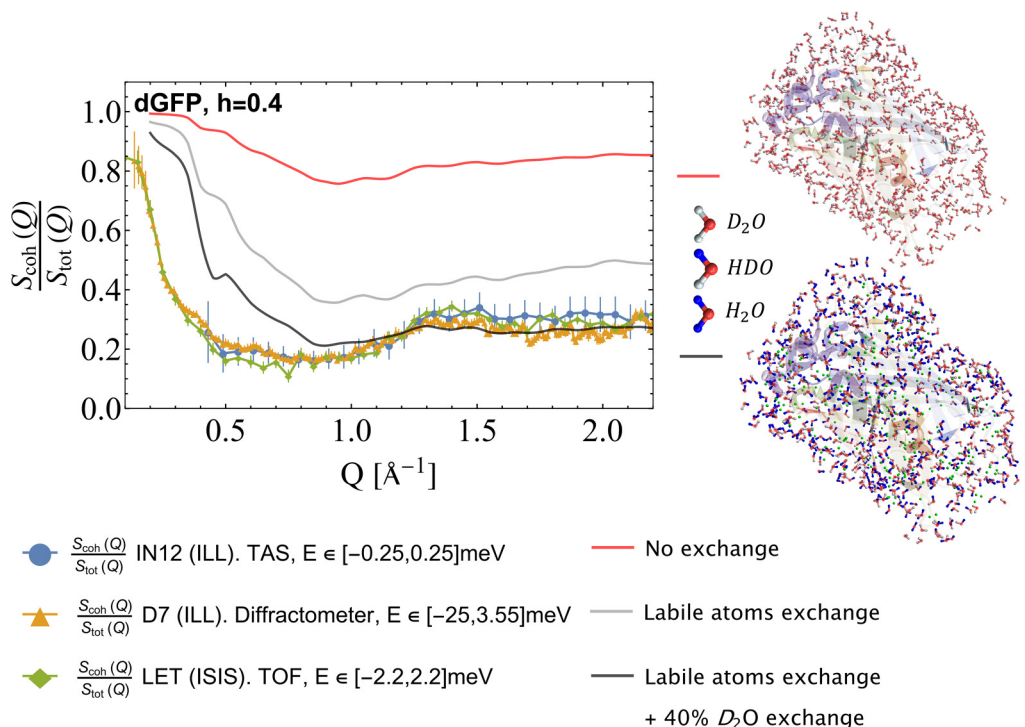 dGFP, h=0.4
S_coh(Q)
S_tot(Q)
1.0
0.8
0.6
0.4
0.2
0.0
0.5
1.0
1.5
2.0
Q [Å⁻¹]
D₂O
HDO
H₂O
S_coh(Q)
S_tot(Q)
IN12 (ILL). TAS, E ∈ [-0.25,0.25]meV
S_coh(Q)
S_tot(Q)
D7 (ILL). Diffractometer, E ∈ [-25,3.55]meV
S_coh(Q)
S_tot(Q)
LET (ISIS). TOF, E ∈ [-2.2,2.2]meV
No exchange
Labile atoms exchange
Labile atoms exchange
+ 40% D₂O exchange